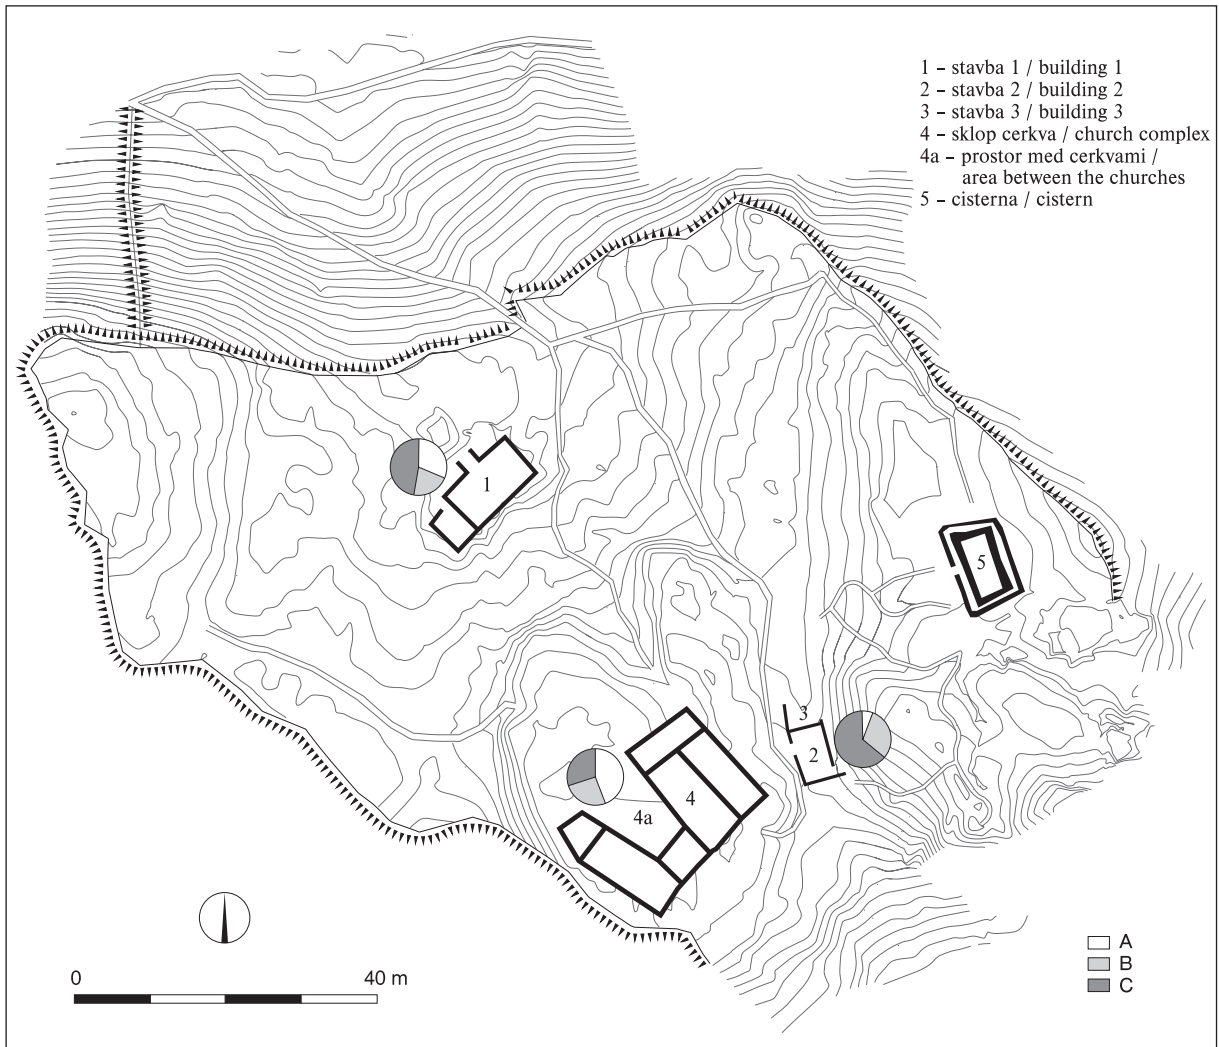 1 – stavba 1 / building 1
2 – stavba 2 / building 2
3 – stavba 3 / building 3
4 – sklop cerkva / church complex
4a – prostor med cerkvami /
area between the churches
5 – cisterna / cistern
1
5
3
2
4
4a
A
B
C
0 40 m